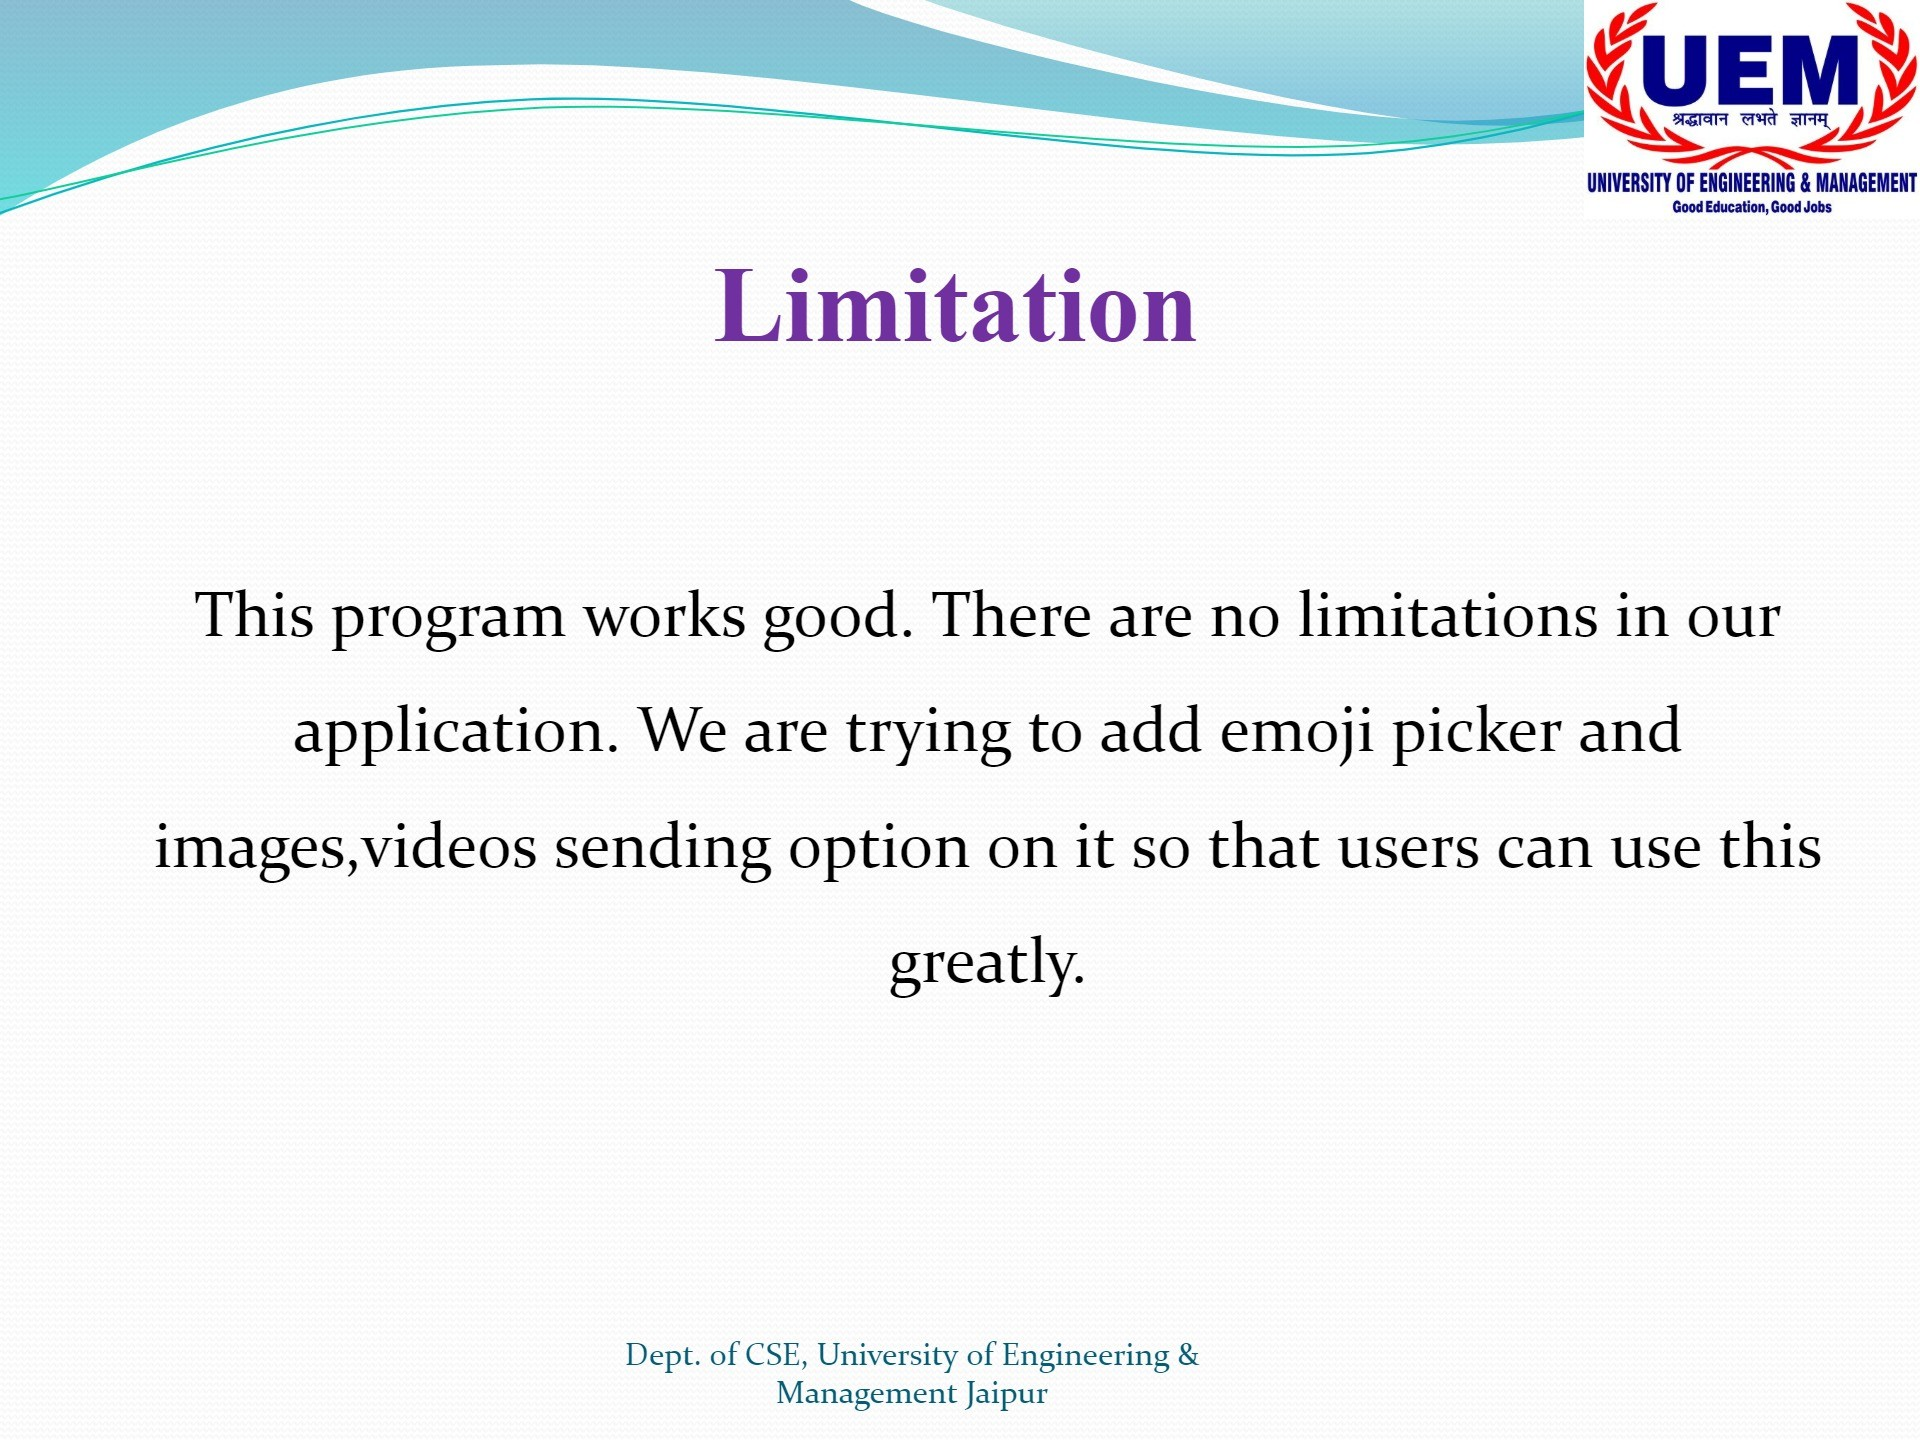 UEM
श्रद्धावान लभते ज्ञानम्
UNIVERSITY OF ENGINEERING & MANAGEMENT
Good Education, Good Jobs
Limitation
This program works good. There are no limitations in our
application. We are trying to add emoji picker and
images,videos sending option on it so that users can use this
greatly.
Dept. of CSE, University of Engineering &
Management Jaipur